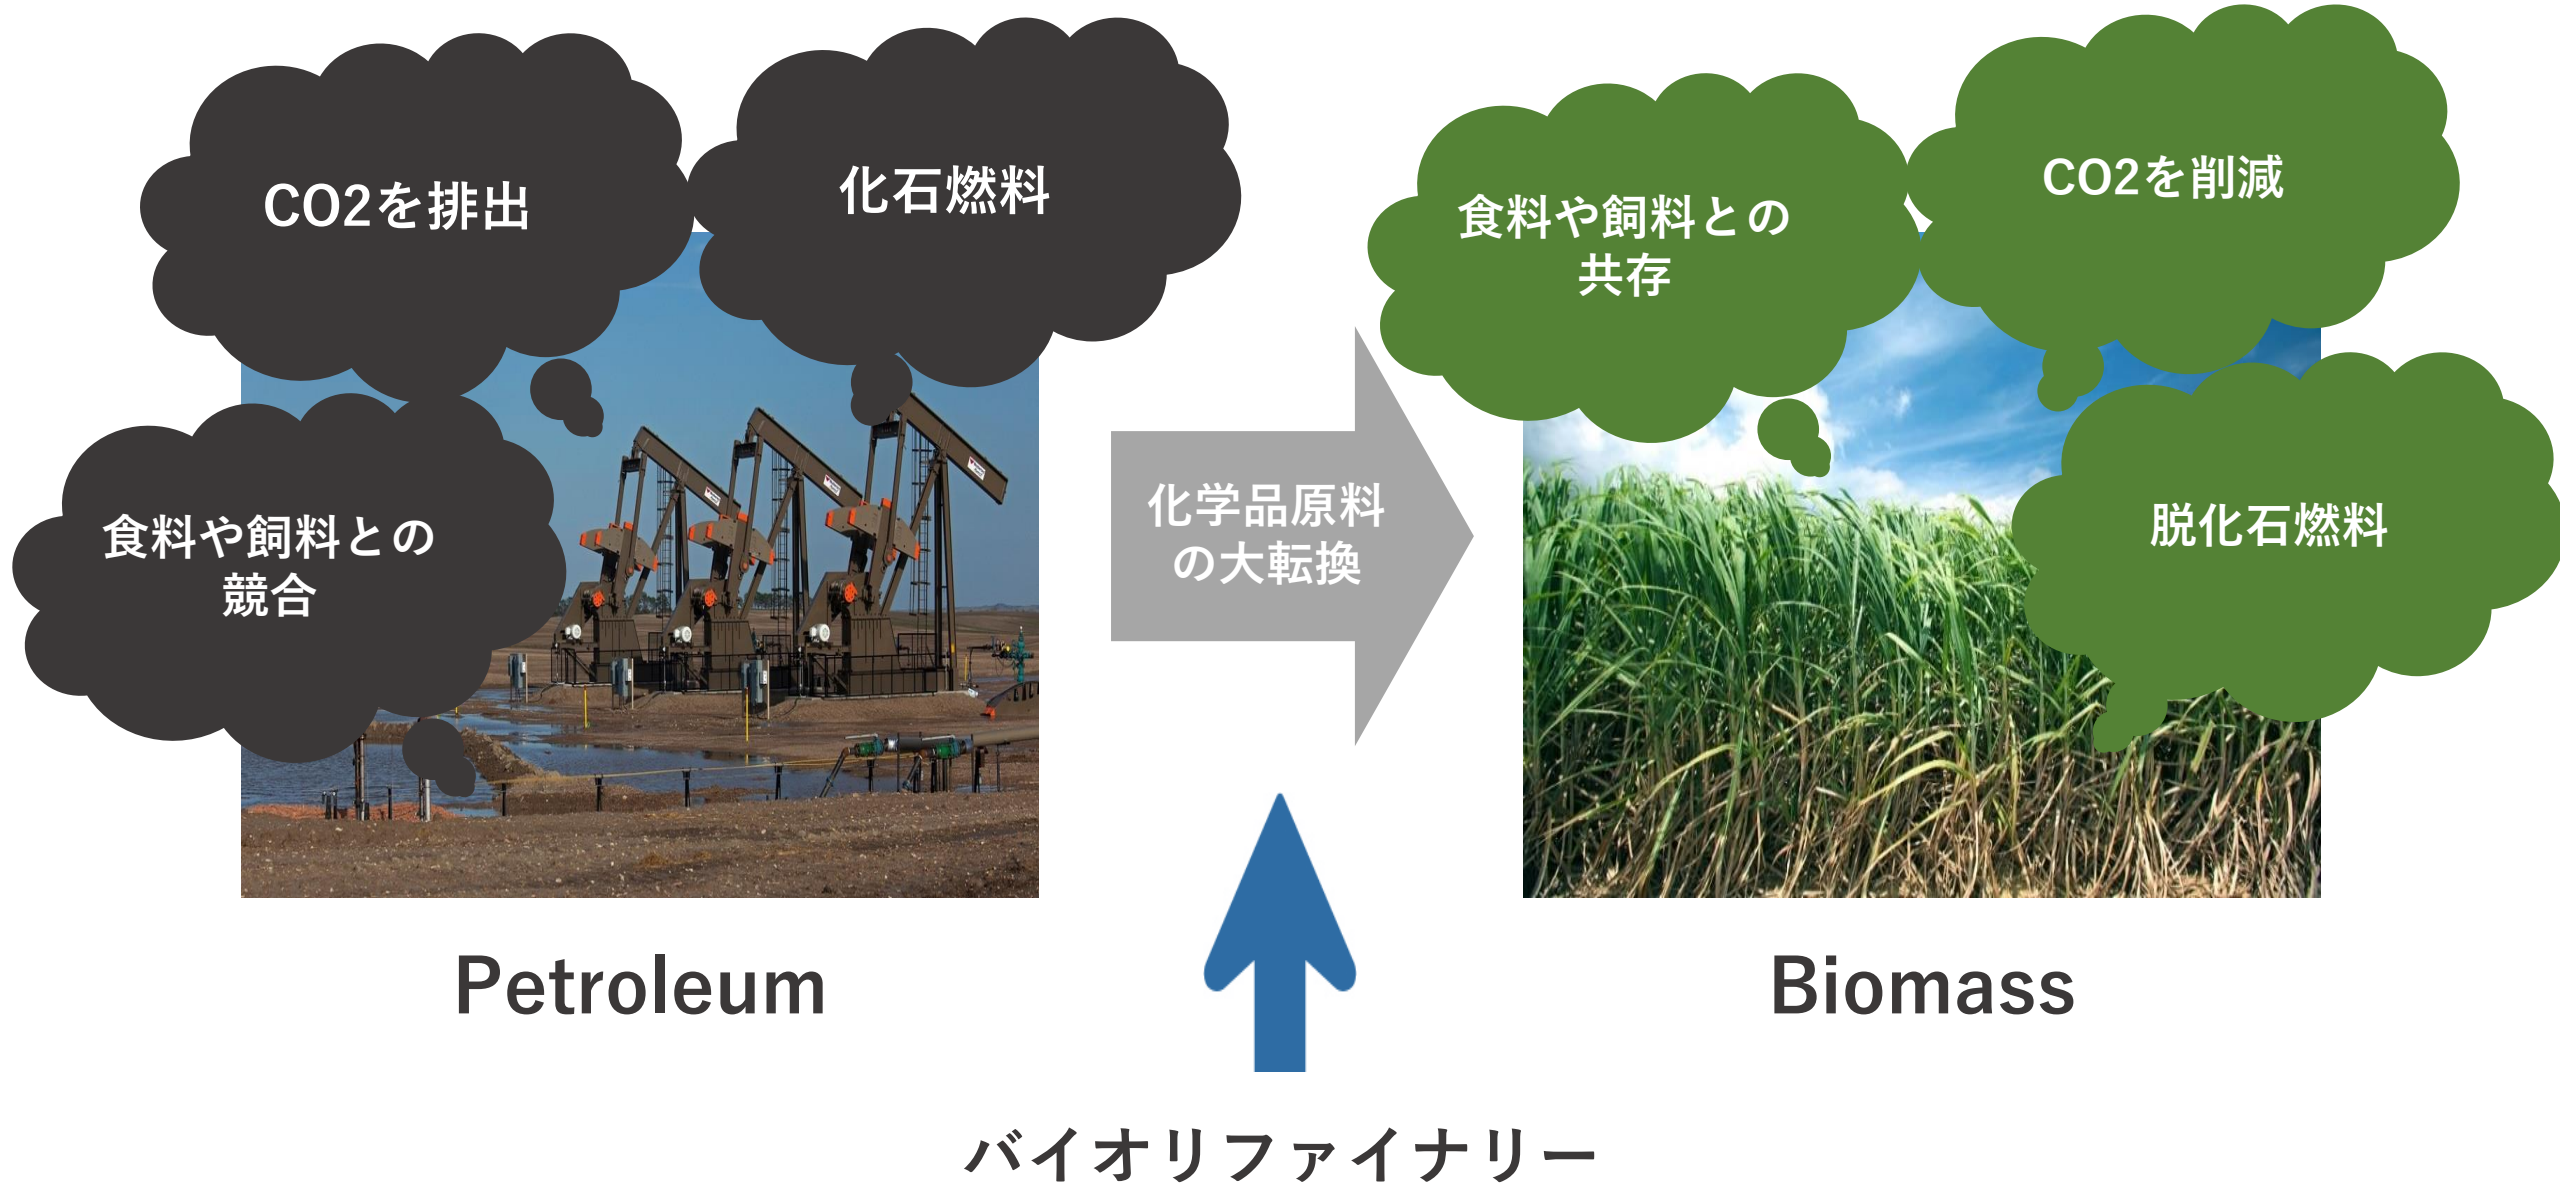 CO2を排出
化石燃料
食料や飼料との
競合
化学品原料
の大転換
食料や飼料との
共存
CO2を削減
脱化石燃料
Petroleum
Biomass
バイオリファイナリー